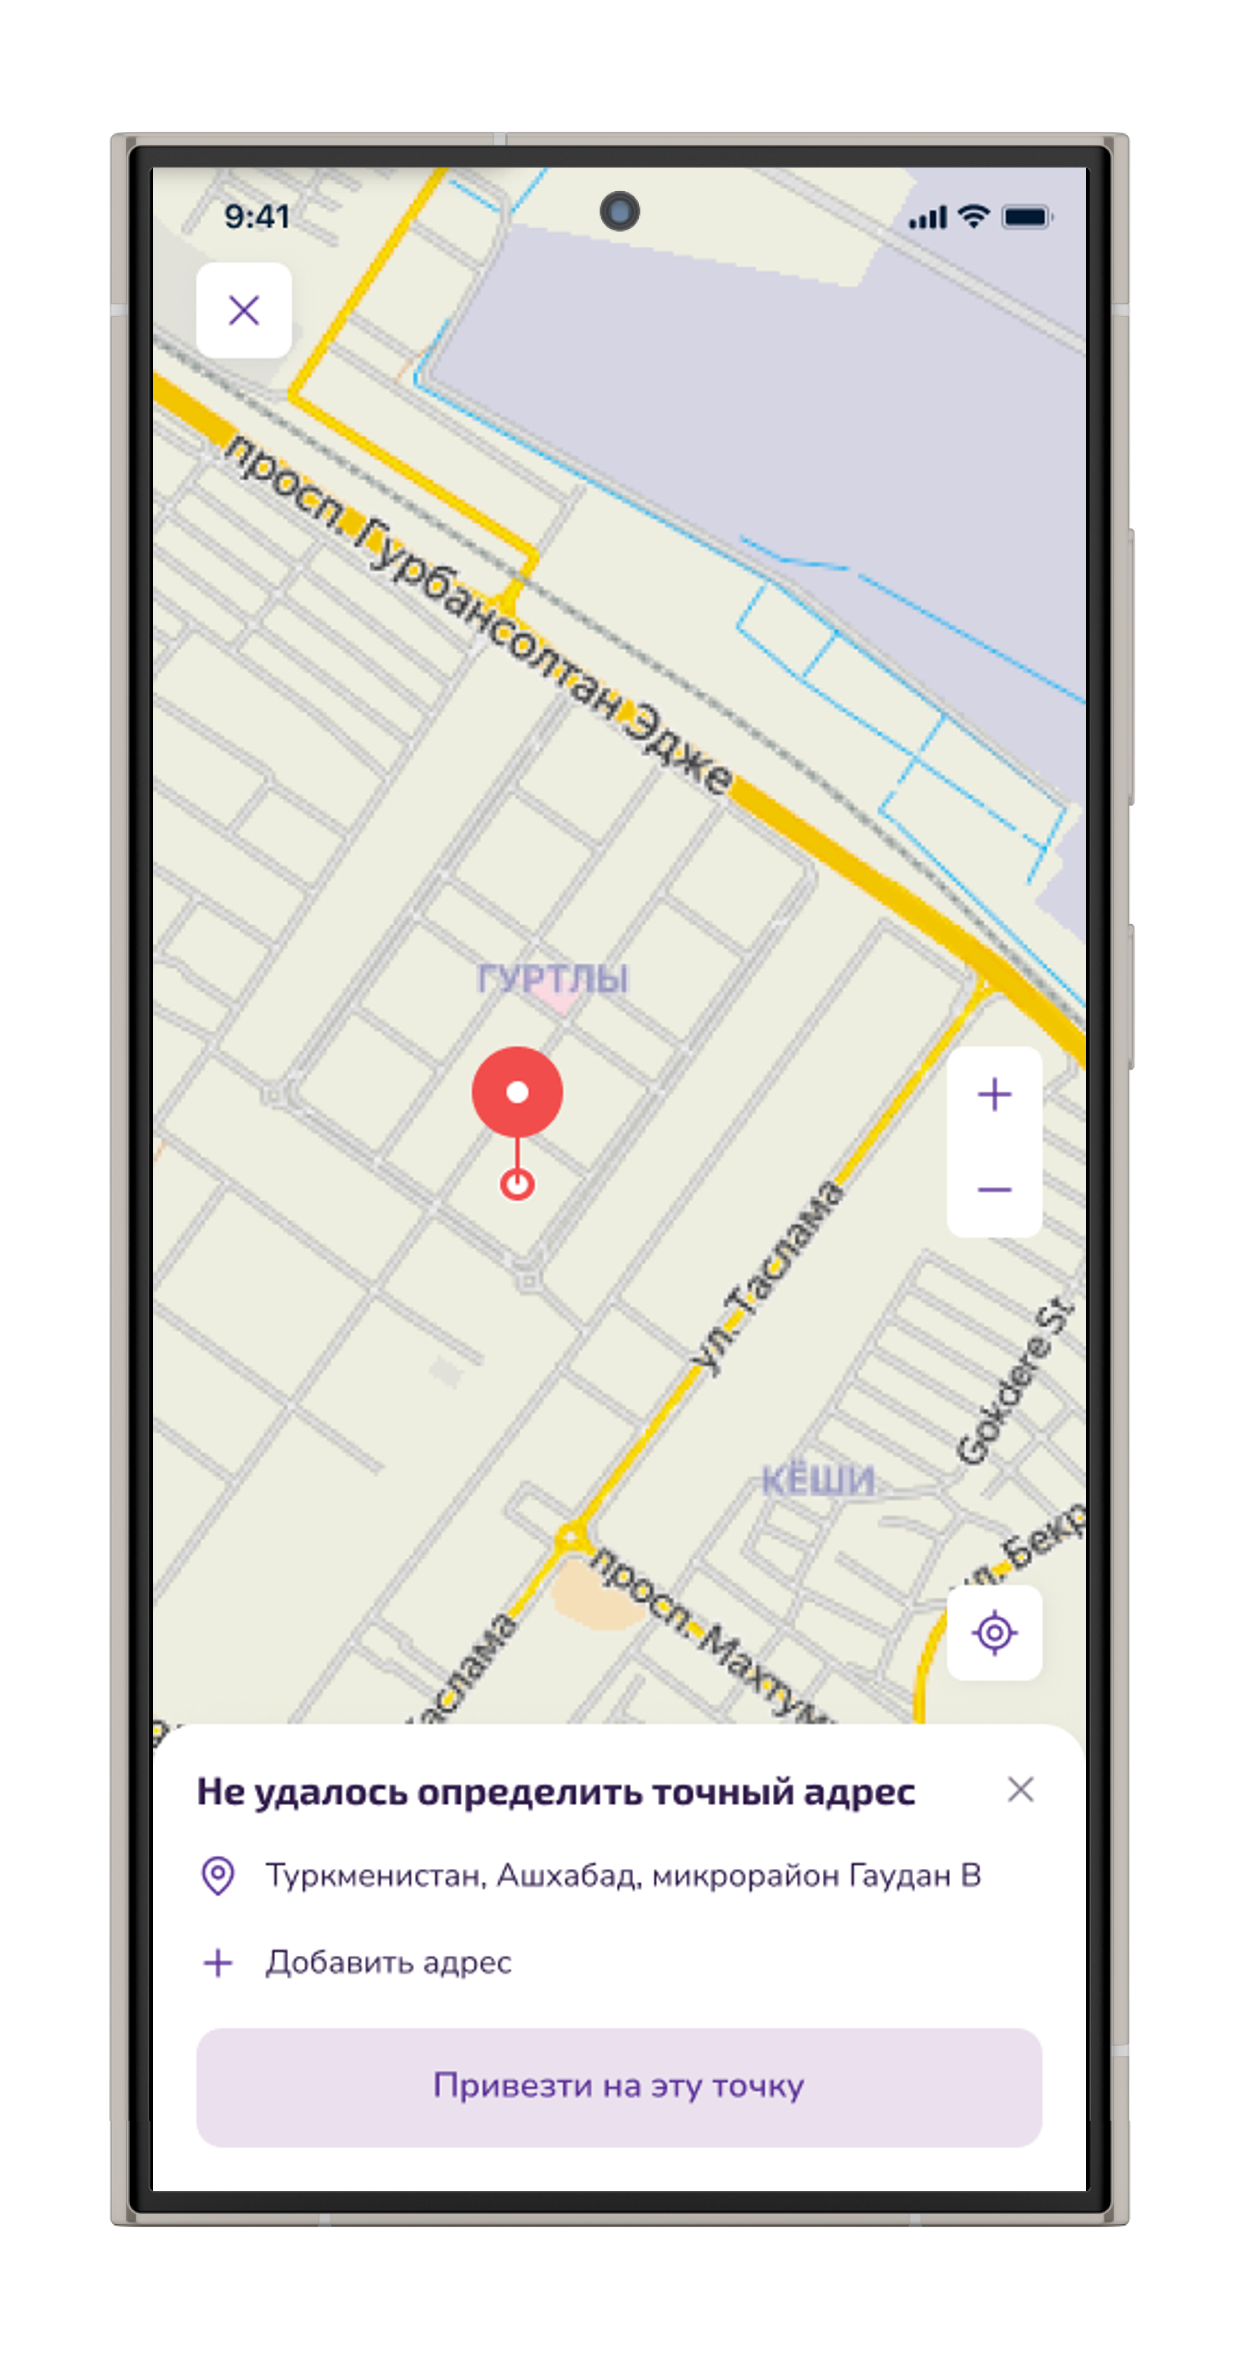 9:41
просп. Гурбансолтан Эдже
ГУРТЛЫ
ул. Таслама
Gokdere St
КЁШИ
ул. Бекр
просп. Махтум
Таслама
Не удалось определить точный адрес
Туркменистан, Ашхабад, микрорайон Гаудан В
Добавить адрес
Привезти на эту точку